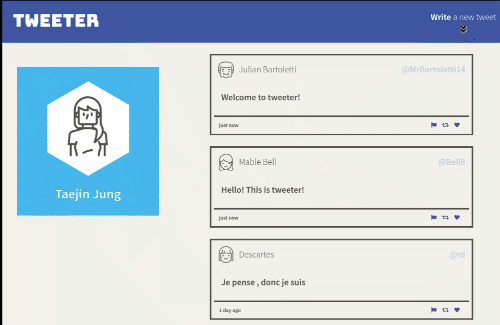 TWEETER
Write a new tweet
Taejin Jung
Julian Bartoletti @MrBartoletti14
Welcome to tweeter!
just now
Mable Bell @Bell8
Hello! This is tweeter!
just now
Descartes @rd
Je pense , donc je suis
1 day ago